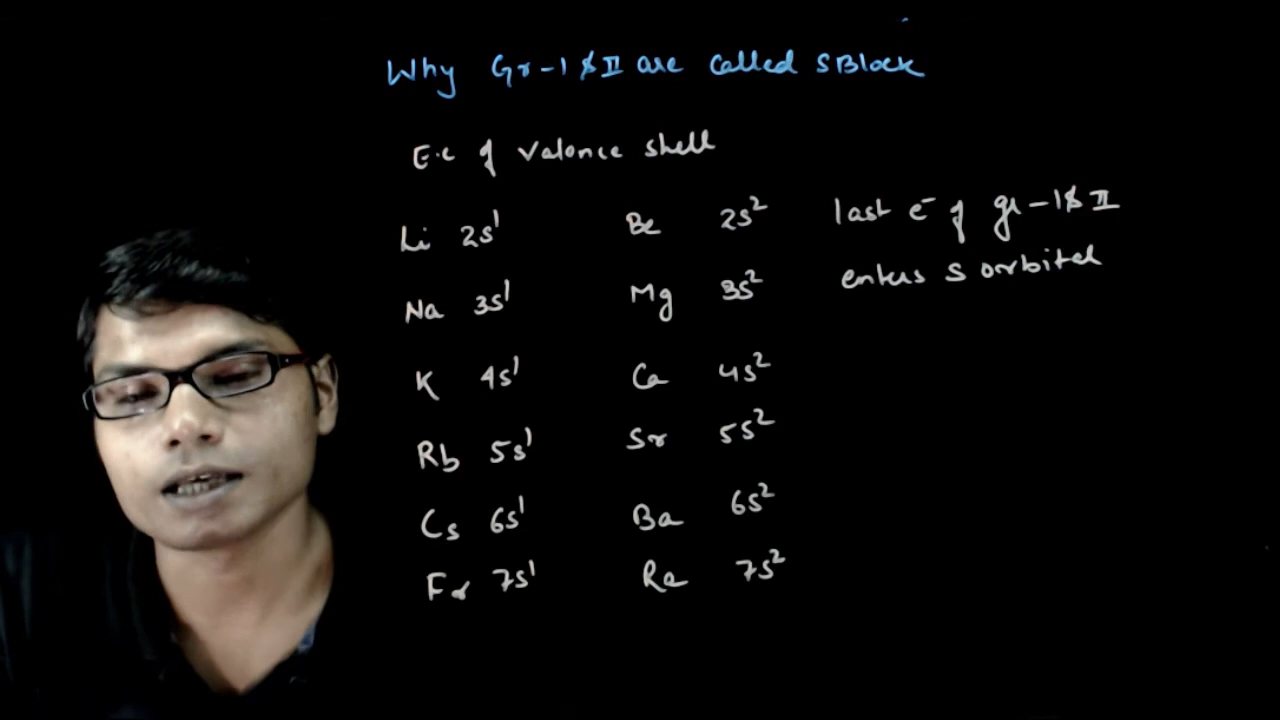 Why Gr-1 & II are called S Block
E.C of Valence shell
Li 2s¹ Be 2s² last e⁻ of gr-1 & II
enters S orbital
Na 3s¹ Mg 3s²
K 4s¹ Ca 4s²
Rb 5s¹ Sr 5s²
Cs 6s¹ Ba 6s²
Fr 7s¹ Ra 7s²